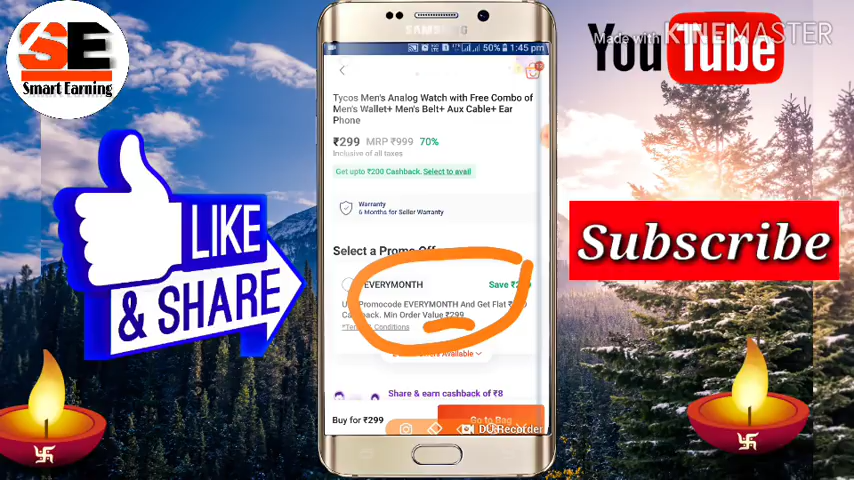 SE
Smart Earning
LIKE
& SHARE
SAMSUNG
50% 1:45 pm
Tycos Men's Analog Watch with Free Combo of
Men's Wallet+ Men's Belt+ Aux Cable+ Ear
Phone
₹299 MRP ₹999 70%
Inclusive of all taxes
Get upto ₹200 Cashback. Select to avail
Warranty
6 Months for Seller Warranty
Select a Promo
EVERYMONTH Save
Promocode EVERYMONTH And Get Flat
Min Order Value ₹299
*Terms & Conditions
Available
Share & earn cashback of ₹8
Buy for ₹299 Go to Bag
DU Recorder
Made with KINEMASTER
YouTube
Subscribe